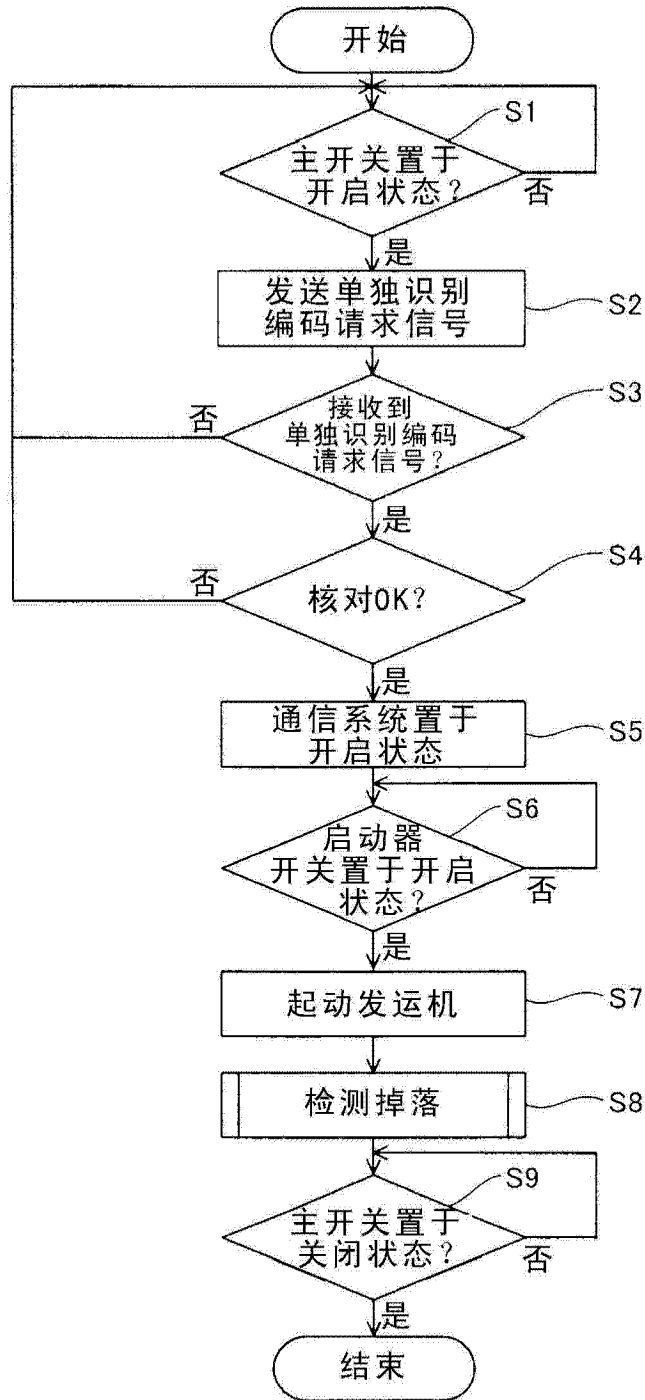 开始
S1
主开关置于
开启状态？
否
是
发送单独识别
编码请求信号
S2
接收到
单独识别编码
请求信号？
S3
否
是
核对OK？
S4
否
是
通信系统置于
开启状态
S5
S6
启动器
开关置于开启
状态？
否
是
起动发运机
S7
检测掉落
S8
S9
主开关置于
关闭状态？
否
是
结束